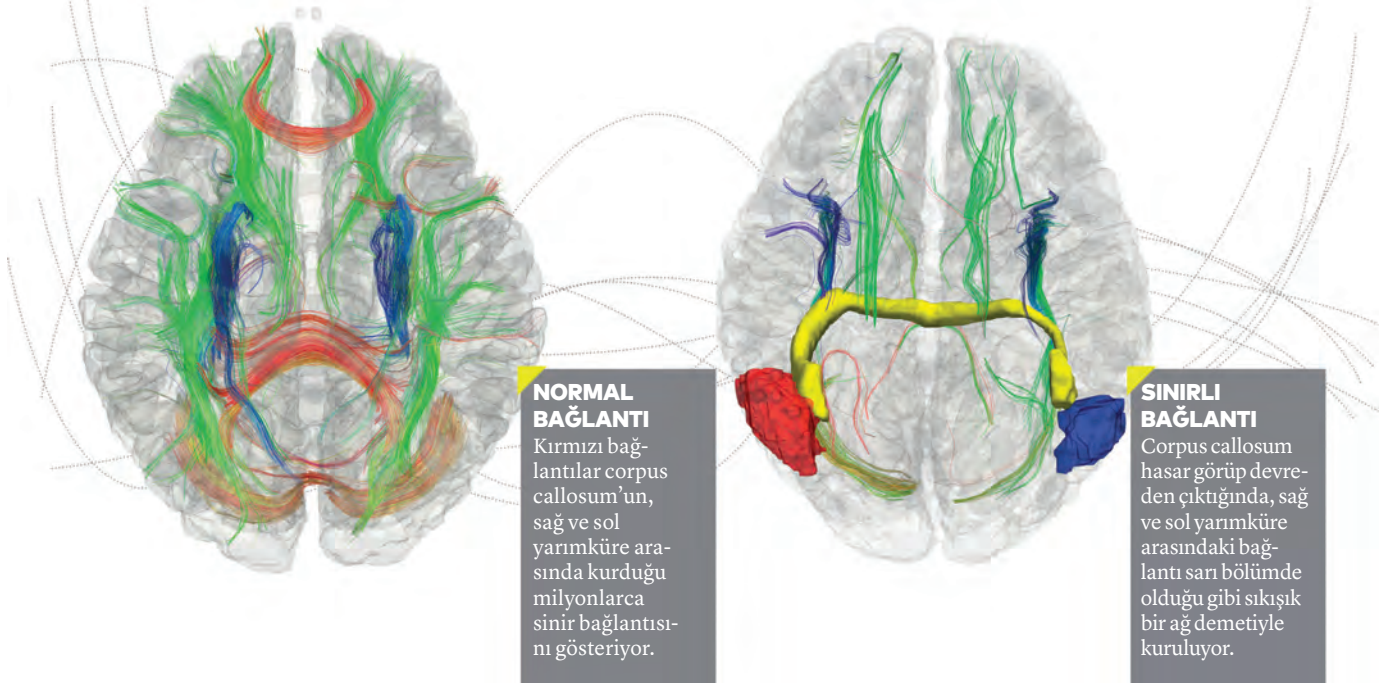 NORMAL
BAĞLANTI
Kırmızı bağ-
lantılar corpus
callosum’un,
sağ ve sol
yarımküre ara-
sında kurduğu
milyonlarca
sinir bağlantısı-
nı gösteriyor.
SINIRLI
BAĞLANTI
Corpus callosum
hasar görüp devre-
den çıktığında, sağ
ve sol yarımküre
arasındaki bağ-
lantı sarı bölümde
olduğu gibi sıkışık
bir ağ demetiyle
kuruluyor.